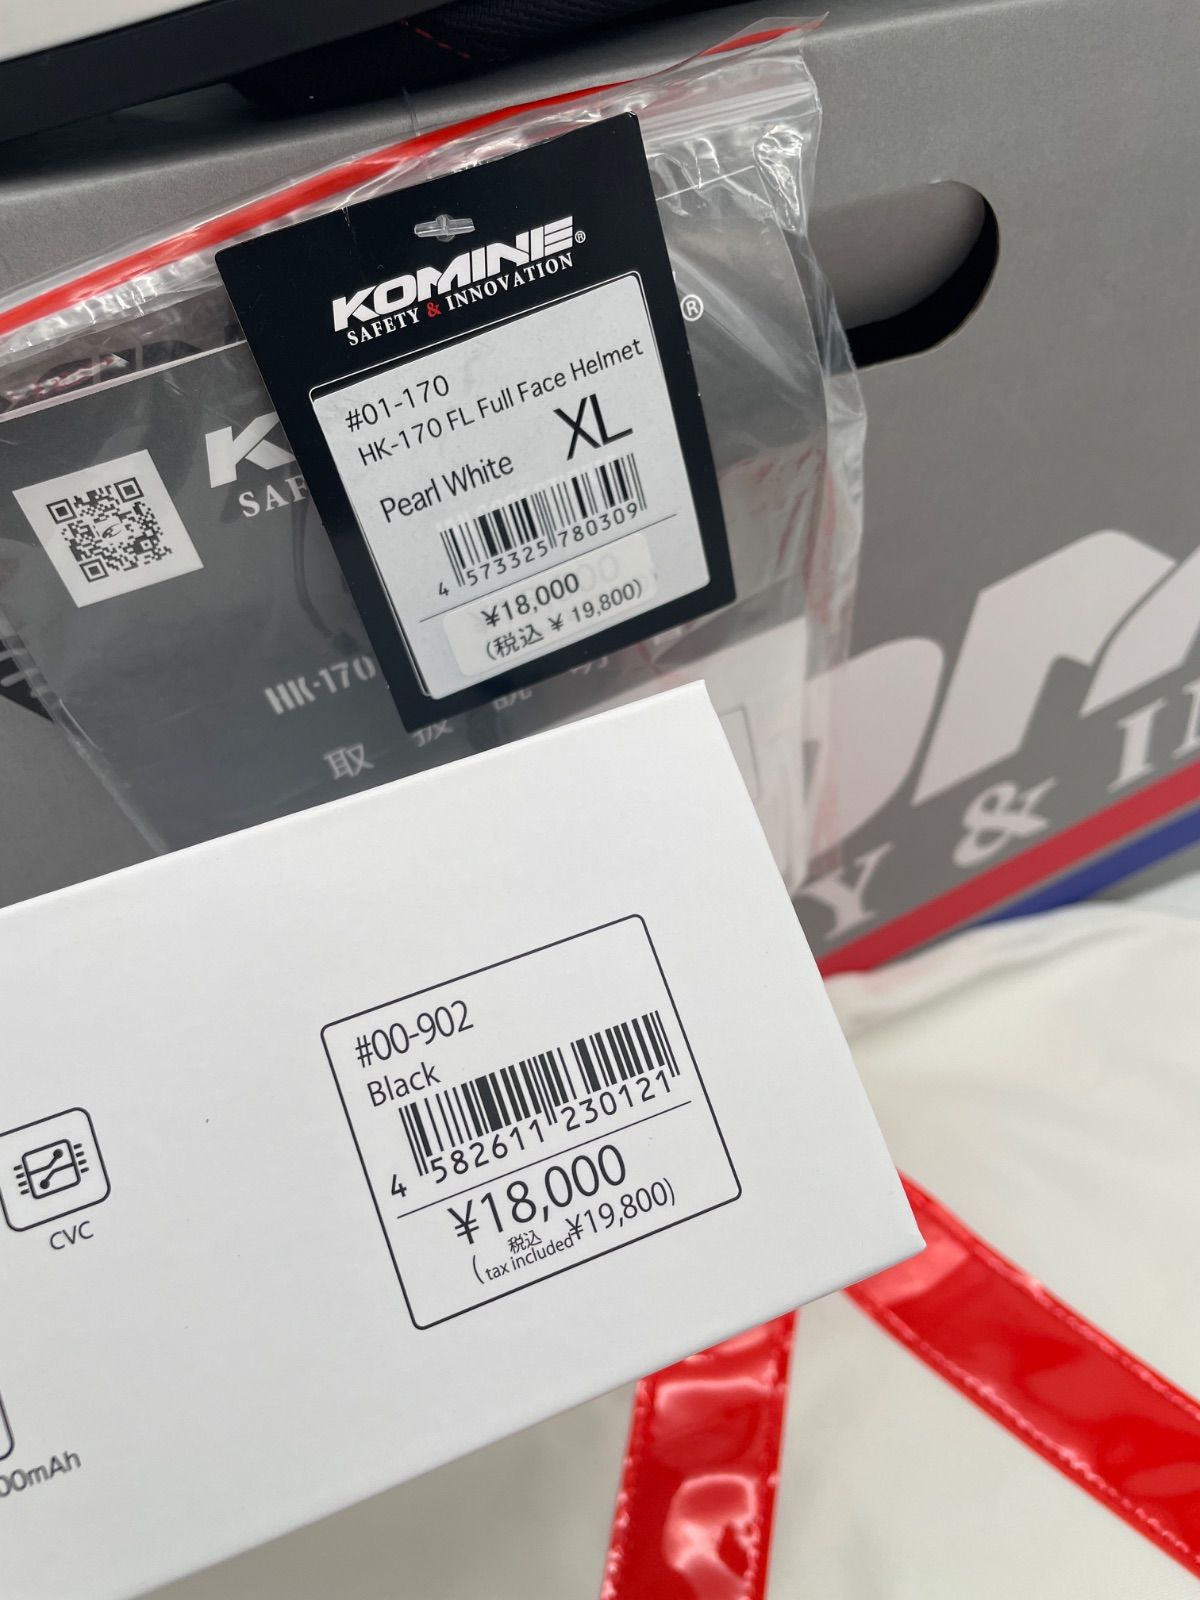 KOMINE®
SAFETY & INNOVATION
#01-170
HK-170 FL Full Face Helmet
XL
Pearl White
4 573325 780309
¥18,000
(税込 ¥ 19,800)
®
K
SAF
HK-170
取扱説
Y & I
#00-902
Black
4 582611 230121
¥18,000
(税込 tax included ¥19,800)
CVC
00mAh